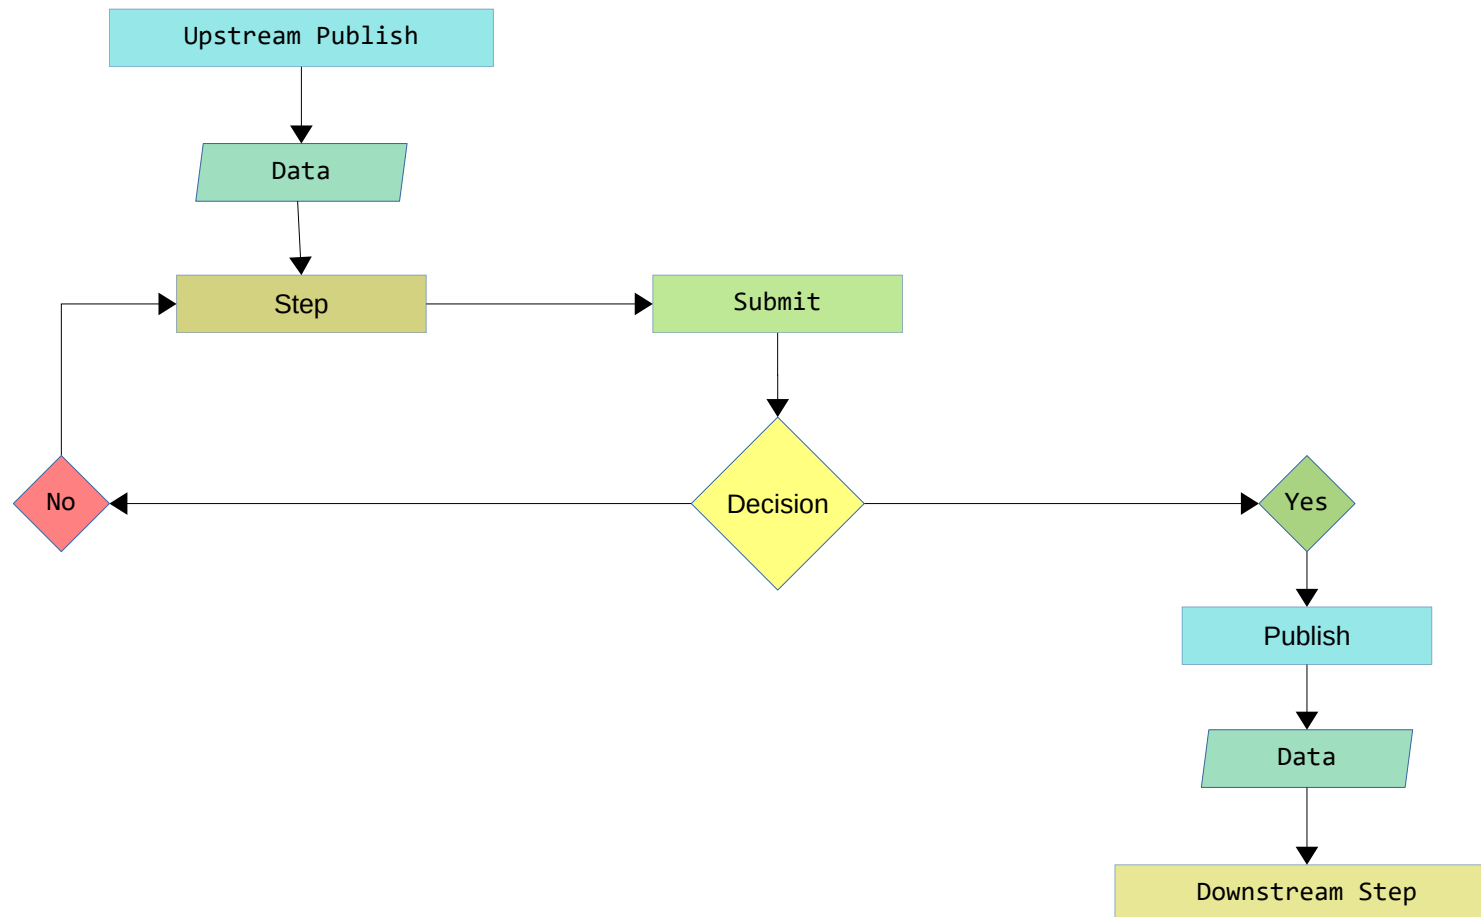 Upstream Publish
Data
Step
Submit
No
Decision
Yes
Publish
Data
Downstream Step